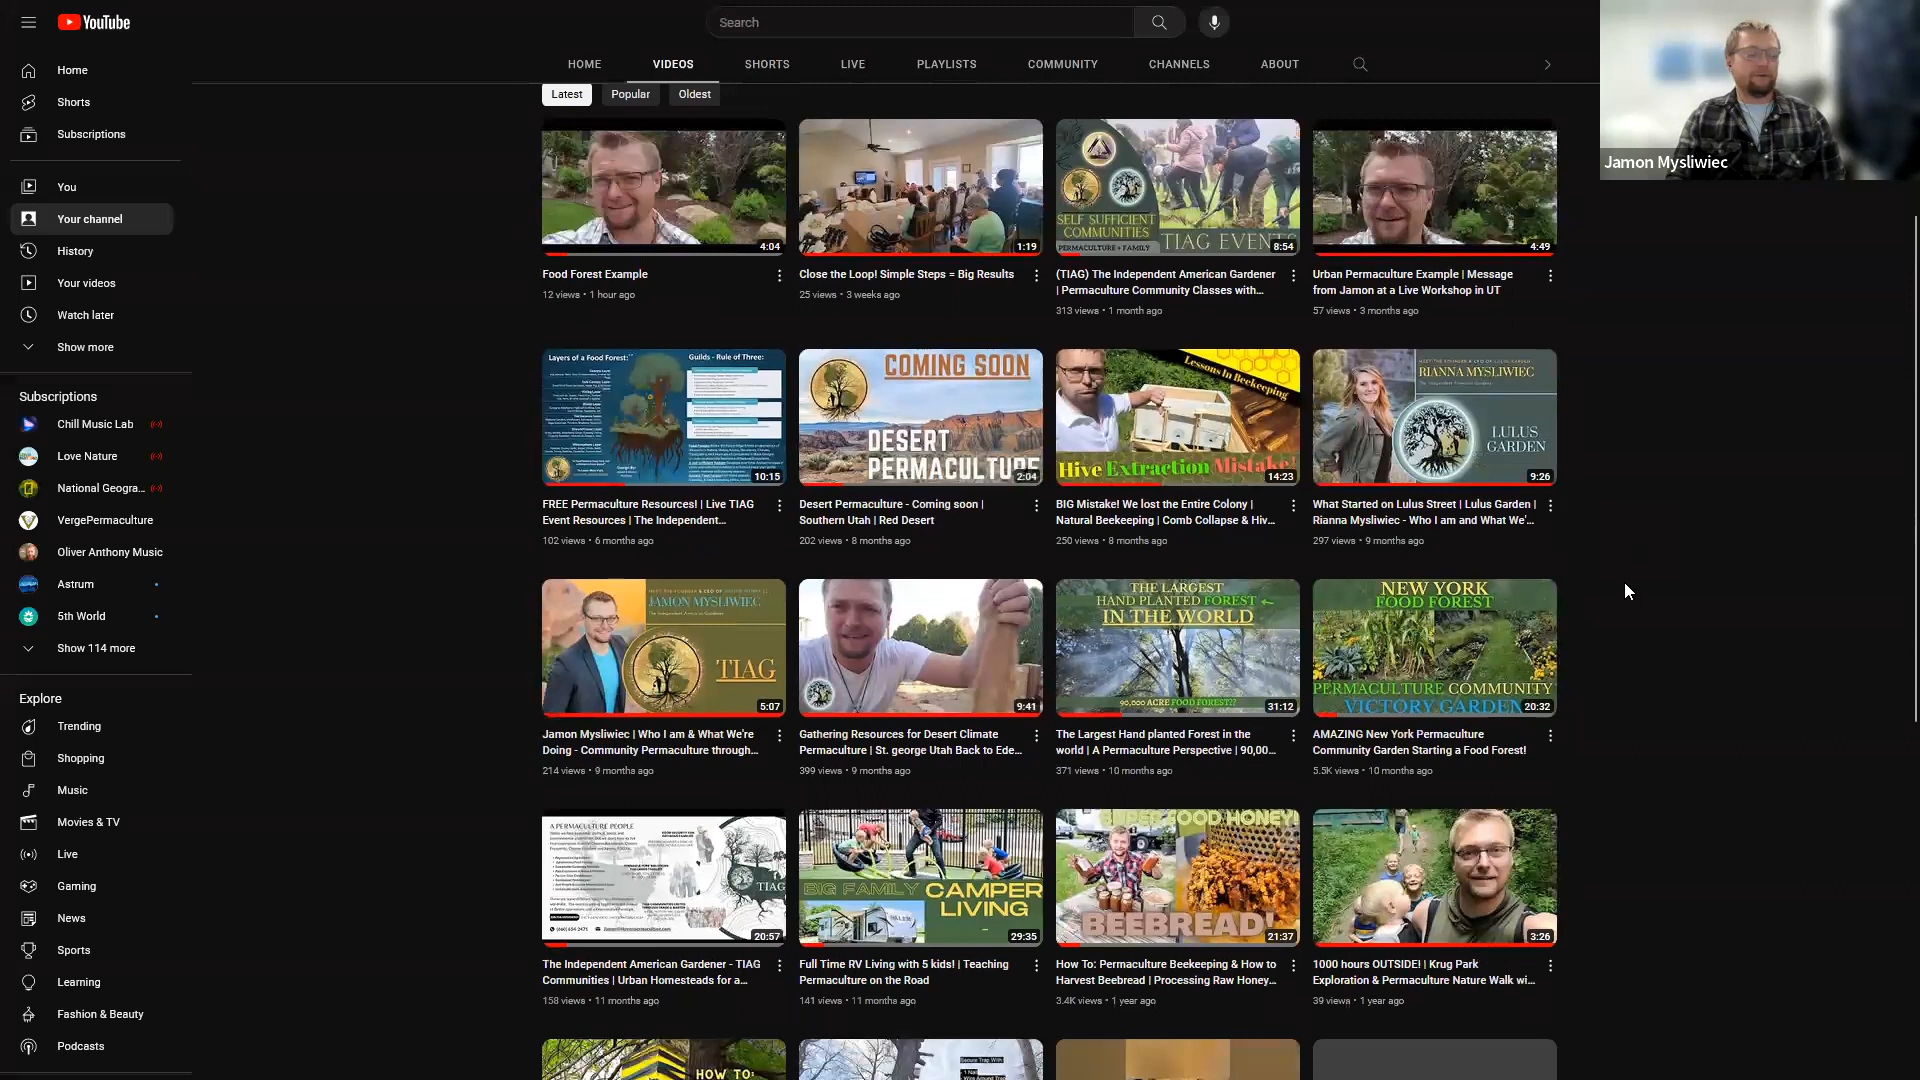 YouTube
Search
Jamon Mysliwiec
Home
Shorts
Subscriptions
You
Your channel
History
Your videos
Watch later
Show more
Subscriptions
Chill Music Lab
Love Nature
National Geogra...
VergePermaculture
Oliver Anthony Music
Astrum
5th World
Show 114 more
Explore
Trending
Shopping
Music
Movies & TV
Live
Gaming
News
Sports
Learning
Fashion & Beauty
Podcasts
HOME VIDEOS SHORTS LIVE PLAYLISTS COMMUNITY CHANNELS ABOUT
Latest Popular Oldest
4:04
Food Forest Example
12 views • 1 hour ago
1:19
Close the Loop! Simple Steps = Big Results
25 views • 3 weeks ago
SELF SUFFICIENT
COMMUNITIES
PERMACULTURE + FAMILY
TIAG EVENTS
8:54
(TIAG) The Independent American Gardener
| Permaculture Community Classes with...
313 views • 1 month ago
4:49
Urban Permaculture Example | Message
from Jamon at a Live Workshop in UT
57 views • 3 months ago
Layers of a Food Forest:
Guilds - Rule of Three:
10:15
FREE Permaculture Resources! | Live TIAG
Event Resources | The Independent...
102 views • 6 months ago
COMING SOON
DESERT
PERMACULTURE
2:04
Desert Permaculture - Coming soon |
Southern Utah | Red Desert
202 views • 8 months ago
Lessons In Beekeeping
Hive Extraction Mistake!
14:23
BIG Mistake! We lost the Entire Colony |
Natural Beekeeping | Comb Collapse & Hiv...
250 views • 8 months ago
RIANNA MYSLIWIEC
LULUS
GARDEN
9:26
What Started on Lulus Street | Lulus Garden |
Rianna Mysliwiec - Who I am and What We'...
297 views • 9 months ago
JAMON MYSLIWIEC
TIAG
5:07
Jamon Mysliwiec | Who I am & What We're
Doing - Community Permaculture through...
214 views • 9 months ago
9:41
Gathering Resources for Desert Climate
Permaculture | St. george Utah Back to Ede...
399 views • 9 months ago
THE LARGEST
HAND PLANTED FOREST
IN THE WORLD
90,000 ACRE FOOD FOREST??
31:12
The Largest Hand planted Forest in the
world | A Permaculture Perspective | 90,00...
371 views • 10 months ago
NEW YORK
FOOD FOREST
PERMACULTURE COMMUNITY
VICTORY GARDEN
20:32
AMAZING New York Permaculture
Community Garden Starting a Food Forest!
5.5K views • 10 months ago
A PERMACULTURE PEOPLE
TIAG
20:57
The Independent American Gardener - TIAG
Communities | Urban Homesteads for a...
158 views • 11 months ago
BIG FAMILY CAMPER
LIVING
29:35
Full Time RV Living with 5 kids! | Teaching
Permaculture on the Road
141 views • 11 months ago
SUPER FOOD HONEY!
BEEBREAD!
21:37
How To: Permaculture Beekeeping & How to
Harvest Beebread | Processing Raw Honey...
3.4K views • 1 year ago
3:26
1000 hours OUTSIDE! | Krug Park
Exploration & Permaculture Nature Walk wi...
39 views • 1 year ago
HOW TO: